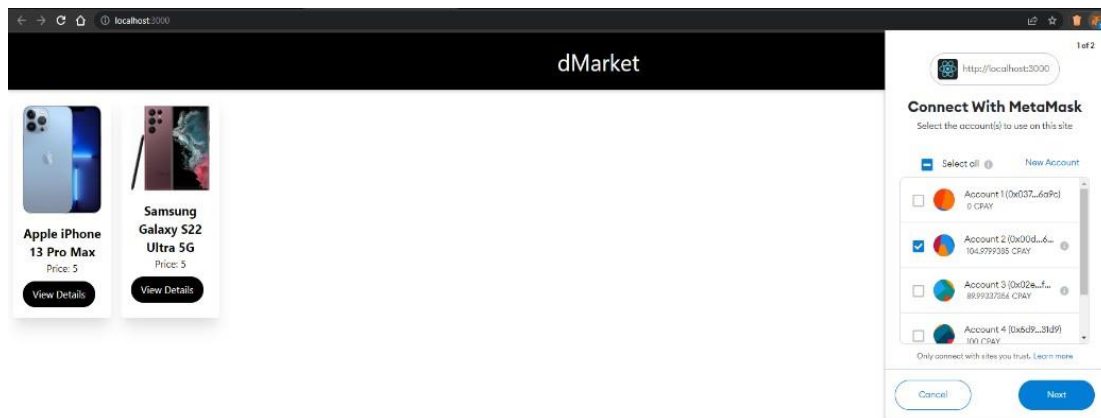 localhost:3000
dMarket
Apple iPhone
13 Pro Max
Price: 5
View Details
Samsung
Galaxy S22
Ultra 5G
Price: 5
View Details
1 of 2
http://localhost:3000
Connect With MetaMask
Select the account(s) to use on this site
Select all
New Account
Account 1 (0x037...6a9c)
0 CPAY
Account 2 (0x00d...6...
104.9799385 CPAY
Account 3 (0x02e...f...
89.99337356 CPAY
Account 4 (0x6d9...31d9)
100 CPAY
Only connect with sites you trust. Learn more
Cancel
Next